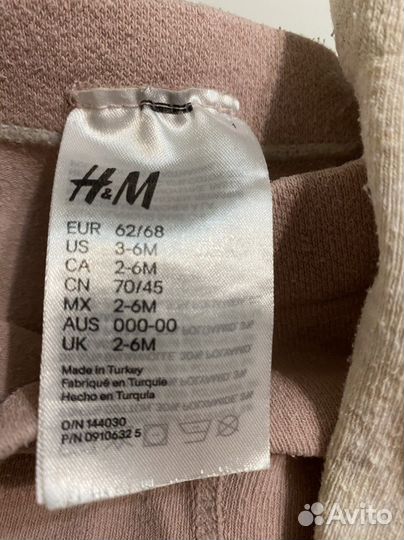 H&M
EUR 62/68
US 3-6M
CA 2-6M
CN 70/45
MX 2-6M
AUS 000-00
UK 2-6M
Made in Turkey
Fabriqué en Turquie
Hecho en Turquía
O/N 144030
P/N 0910632 5
Avito